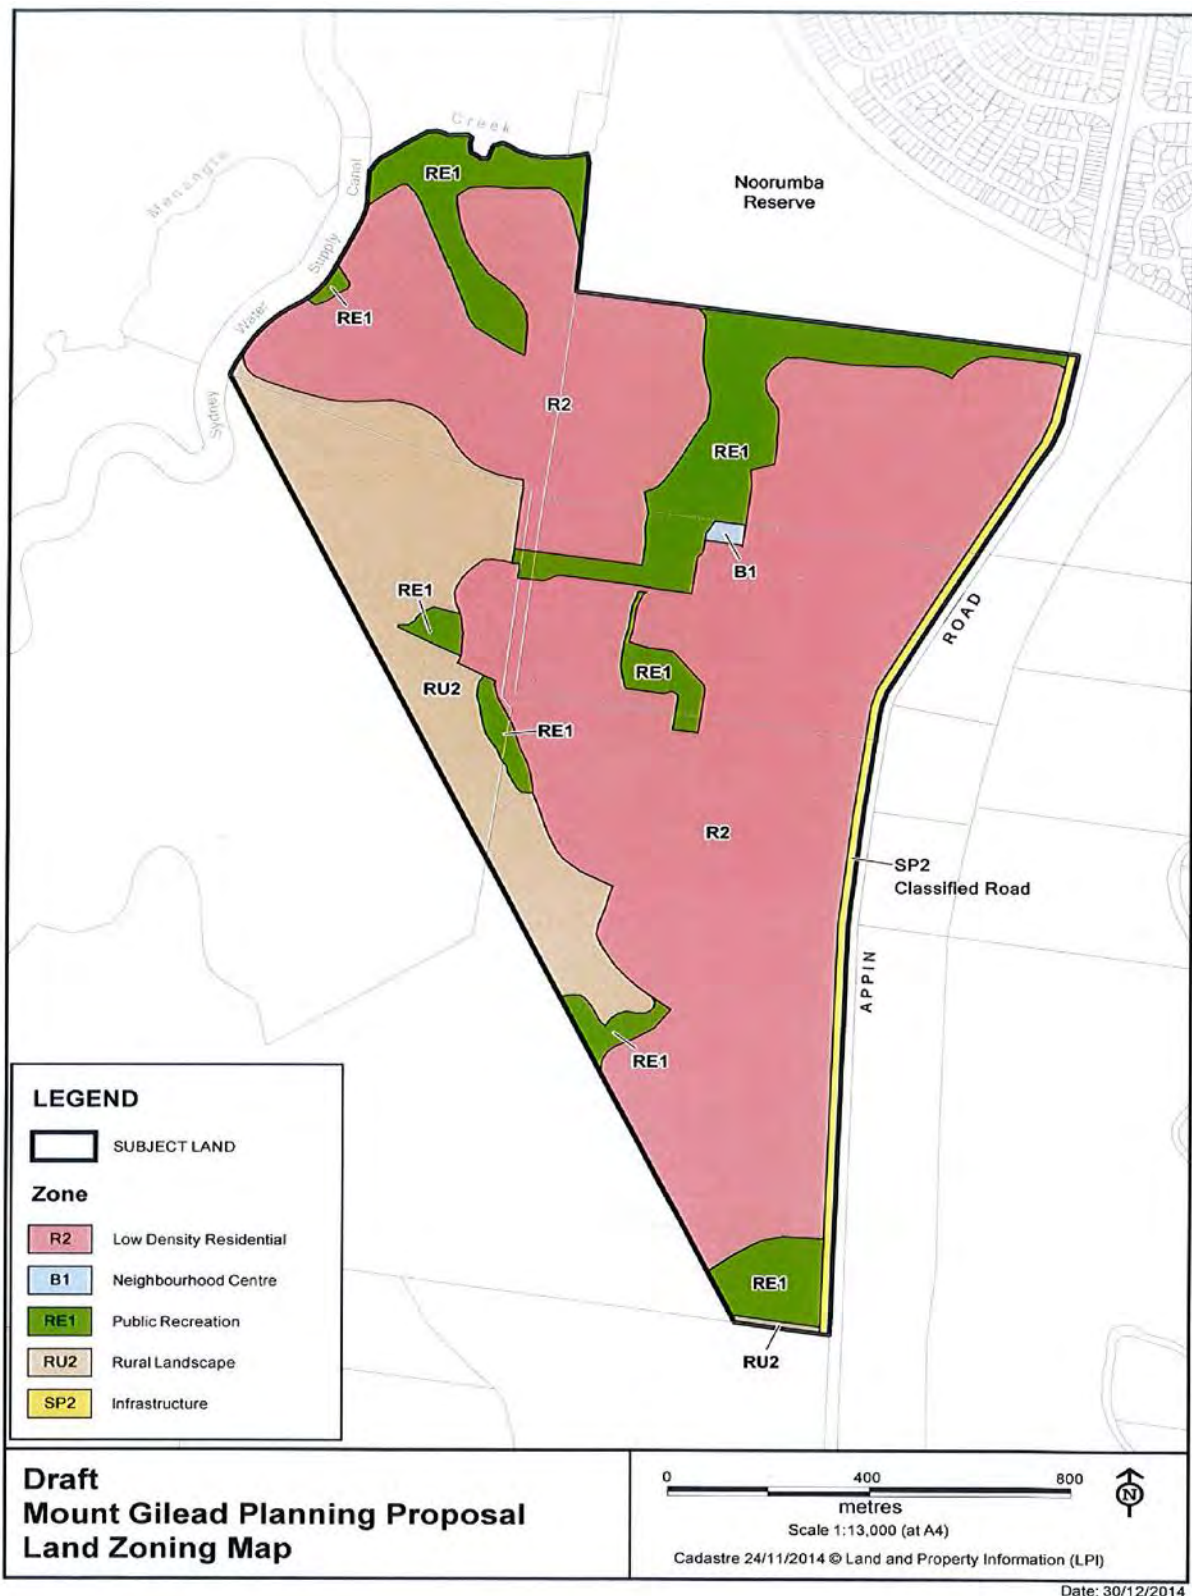 Creek
Menangle
Canal
Supply
Water
Sydney
RE1
Noorumba
Reserve
RE1
R2
RE1
B1
RE1
ROAD
RE1
RU2
RE1
R2
SP2
Classified Road
APPIN
RE1
RE1
RU2
LEGEND
SUBJECT LAND
Zone
R2 Low Density Residential
B1 Neighbourhood Centre
RE1 Public Recreation
RU2 Rural Landscape
SP2 Infrastructure
Draft
Mount Gilead Planning Proposal
Land Zoning Map
0 400 800
metres
Scale 1:13,000 (at A4)
Cadastre 24/11/2014 © Land and Property Information (LPI)
N
Date: 30/12/2014